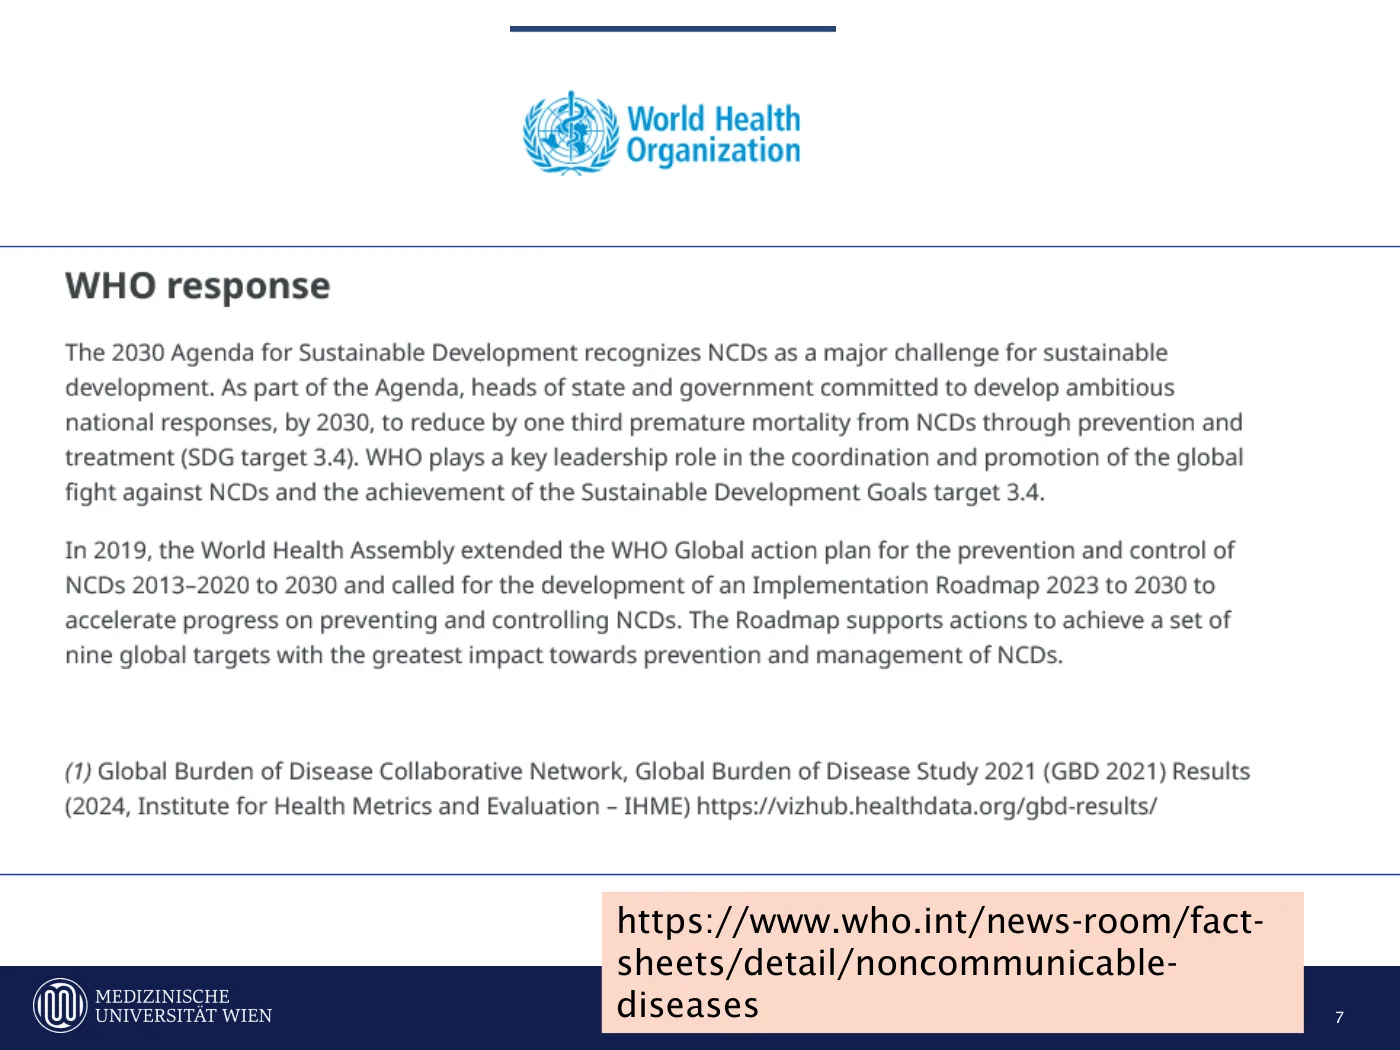 World Health
Organization
WHO response
The 2030 Agenda for Sustainable Development recognizes NCDs as a major challenge for sustainable
development. As part of the Agenda, heads of state and government committed to develop ambitious
national responses, by 2030, to reduce by one third premature mortality from NCDs through prevention and
treatment (SDG target 3.4). WHO plays a key leadership role in the coordination and promotion of the global
fight against NCDs and the achievement of the Sustainable Development Goals target 3.4.
In 2019, the World Health Assembly extended the WHO Global action plan for the prevention and control of
NCDs 2013–2020 to 2030 and called for the development of an Implementation Roadmap 2023 to 2030 to
accelerate progress on preventing and controlling NCDs. The Roadmap supports actions to achieve a set of
nine global targets with the greatest impact towards prevention and management of NCDs.
(1) Global Burden of Disease Collaborative Network, Global Burden of Disease Study 2021 (GBD 2021) Results
(2024, Institute for Health Metrics and Evaluation – IHME) https://vizhub.healthdata.org/gbd-results/
https://www.who.int/news-room/fact-
sheets/detail/noncommunicable-
diseases
MEDIZINISCHE
UNIVERSITÄT WIEN
7